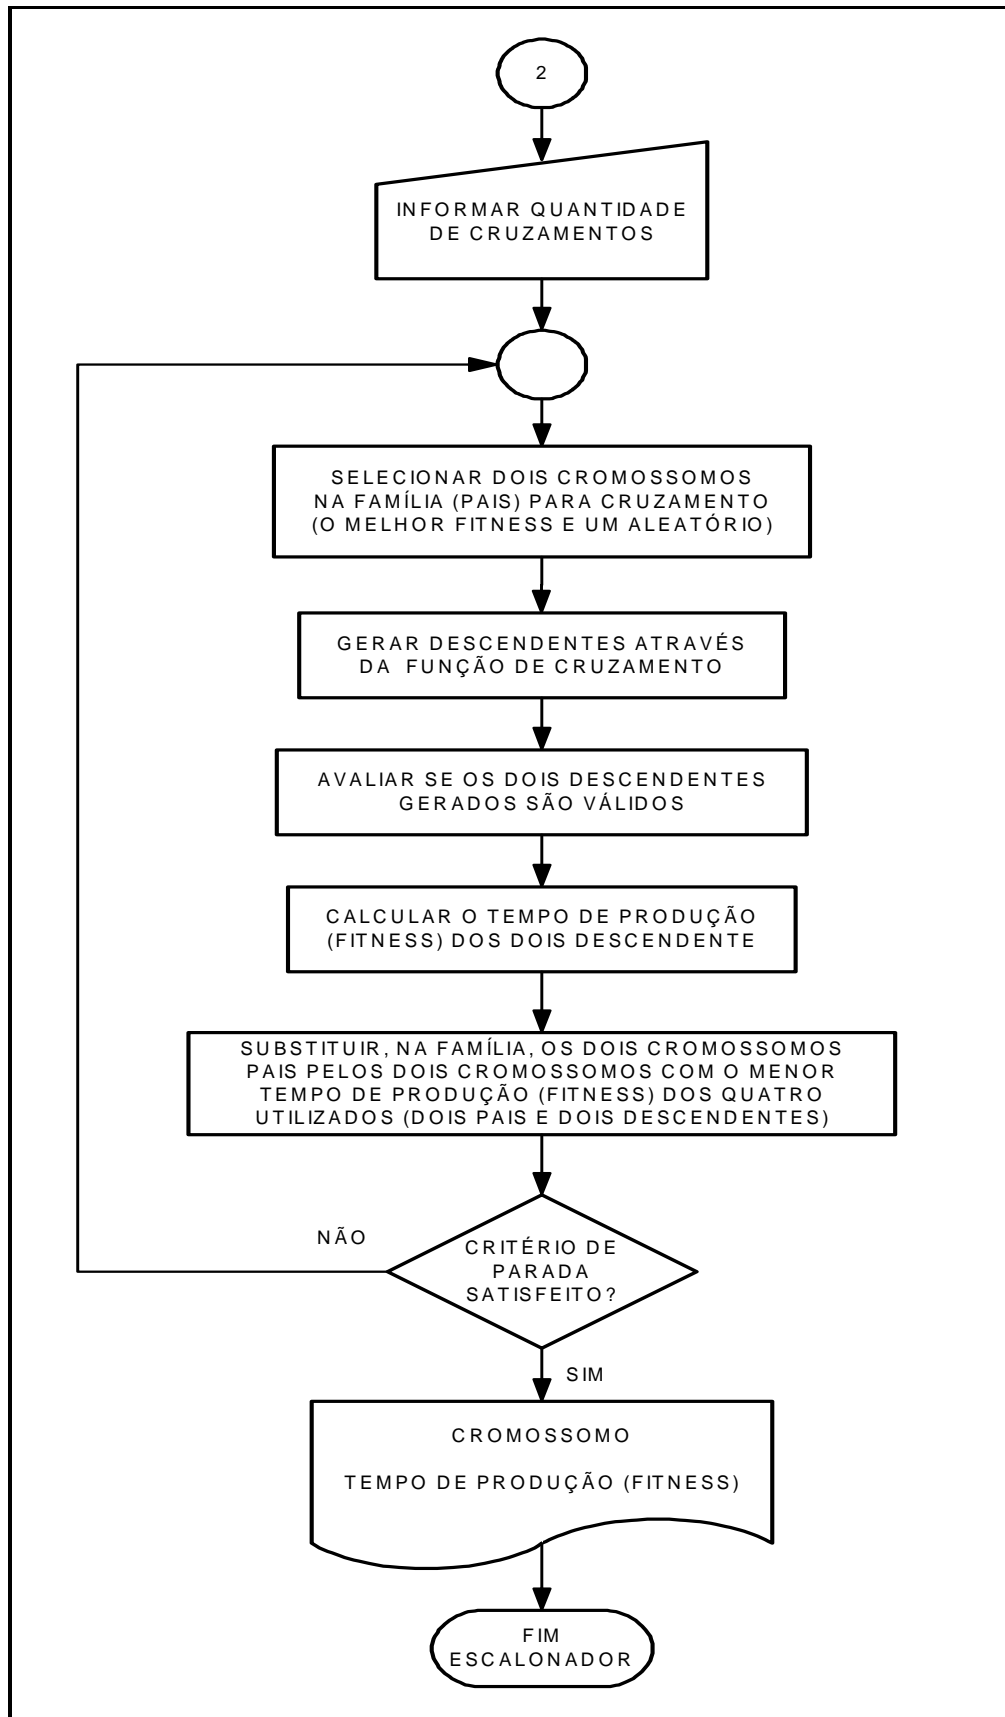 2
INFORMAR QUANTIDADE
DE CRUZAMENTOS
SELECIONAR DOIS CROMOSSOMOS
NA FAMÍLIA (PAIS) PARA CRUZAMENTO
(O MELHOR FITNESS E UM ALEATÓRIO)
GERAR DESCENDENTES ATRAVÉS
DA FUNÇÃO DE CRUZAMENTO
AVALIAR SE OS DOIS DESCENDENTES
GERADOS SÃO VÁLIDOS
CALCULAR O TEMPO DE PRODUÇÃO
(FITNESS) DOS DOIS DESCENDENTE
SUBSTITUIR, NA FAMÍLIA, OS DOIS CROMOSSOMOS
PAIS PELOS DOIS CROMOSSOMOS COM O MENOR
TEMPO DE PRODUÇÃO (FITNESS) DOS QUATRO
UTILIZADOS (DOIS PAIS E DOIS DESCENDENTES)
NÃO
CRITÉRIO DE
PARADA
SATISFEITO?
SIM
CROMOSSOMO
TEMPO DE PRODUÇÃO (FITNESS)
FIM
ESCALONADOR